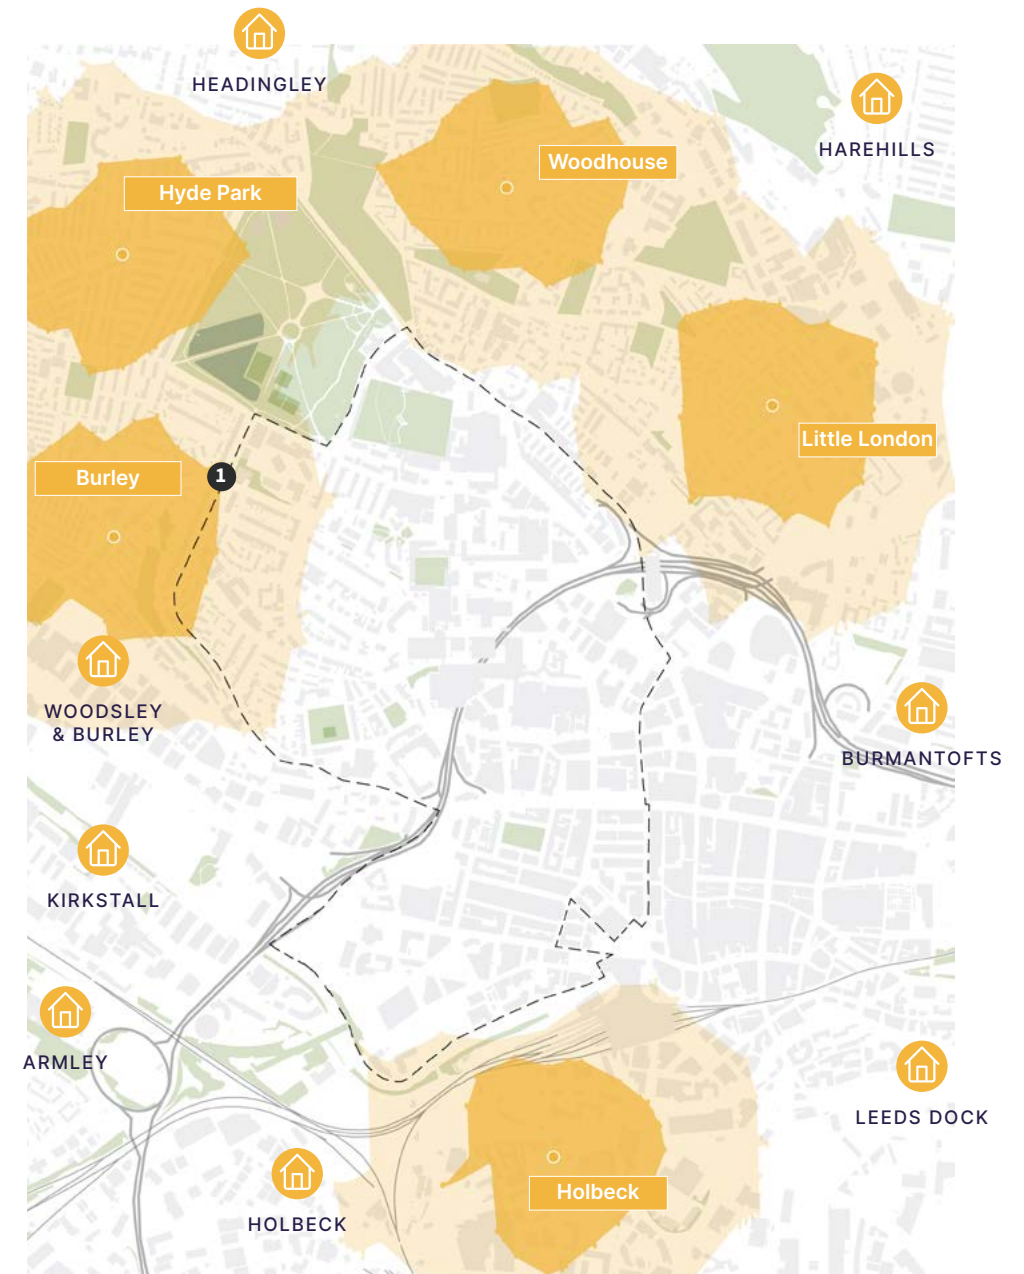 HEADINGLEY
HAREHILLS
Woodhouse
Hyde Park
Little London
Burley
1
WOODSLEY
& BURLEY
BURMANTOFTS
KIRKSTALL
ARMLEY
LEEDS DOCK
Holbeck
HOLBECK